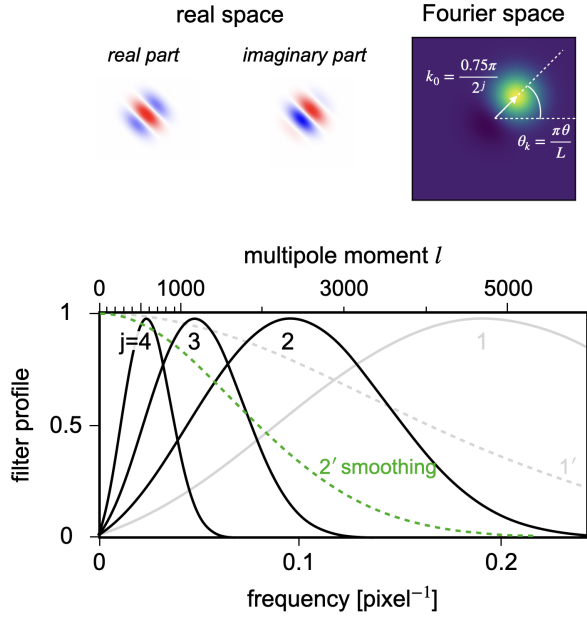 real space
Fourier space
real part
imaginary part
k₀ = 0.75π / 2ʲ
θₖ = πθ / L
multipole moment l
0 1000 3000 5000
1
0.5
0
filter profile
j=4 3 2 1
2′ smoothing
1′
0 0.1 0.2
frequency [pixel⁻¹]